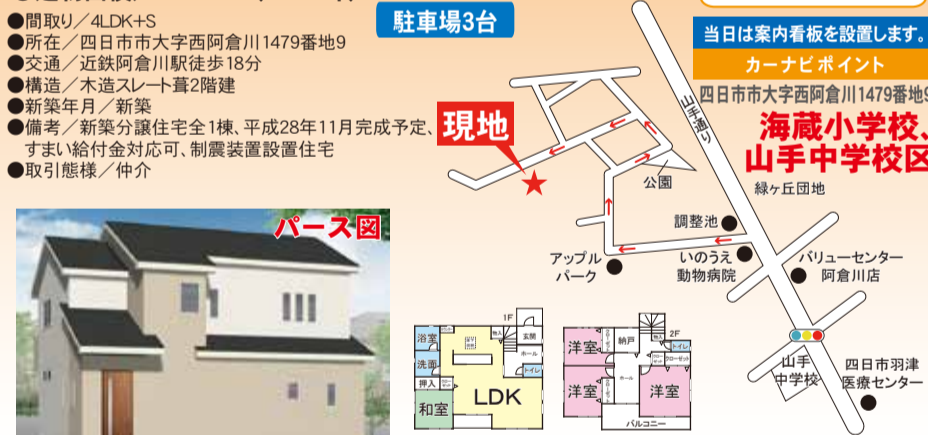 ●間取り／4LDK+S
●所在／四日市市大字西阿倉川1479番地9
●交通／近鉄阿倉川駅徒歩18分
●構造／木造スレート葺2階建
●新築年月／新築
●備考／新築分譲住宅全1棟、平成28年11月完成予定、
すまい給付金対応可、制震装置設置住宅
●取引態様／仲介
駐車場3台
当日は案内看板を設置します。
カーナビポイント
四日市市大字西阿倉川1479番地9
海蔵小学校、
山手中学校区
現地
山手通り
公園
緑ヶ丘団地
調整池
アップル
パーク
いのうえ
動物病院
バリューセンター
阿倉川店
山手
中学校
四日市羽津
医療センター
パース図
1F
浴室
洗面
押入
和室
LDK
物入
玄関
ホール
トイレ
2F
洋室
納戸
トイレ
クローゼット
洋室
ホール
洋室
バルコニー